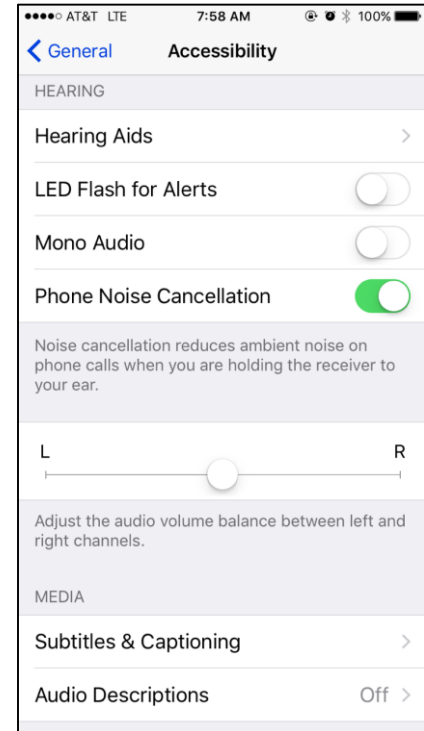 AT&T LTE 7:58 AM 100%
General Accessibility
HEARING
Hearing Aids
LED Flash for Alerts
Mono Audio
Phone Noise Cancellation
Noise cancellation reduces ambient noise on
phone calls when you are holding the receiver to
your ear.
L R
Adjust the audio volume balance between left and
right channels.
MEDIA
Subtitles & Captioning
Audio Descriptions Off